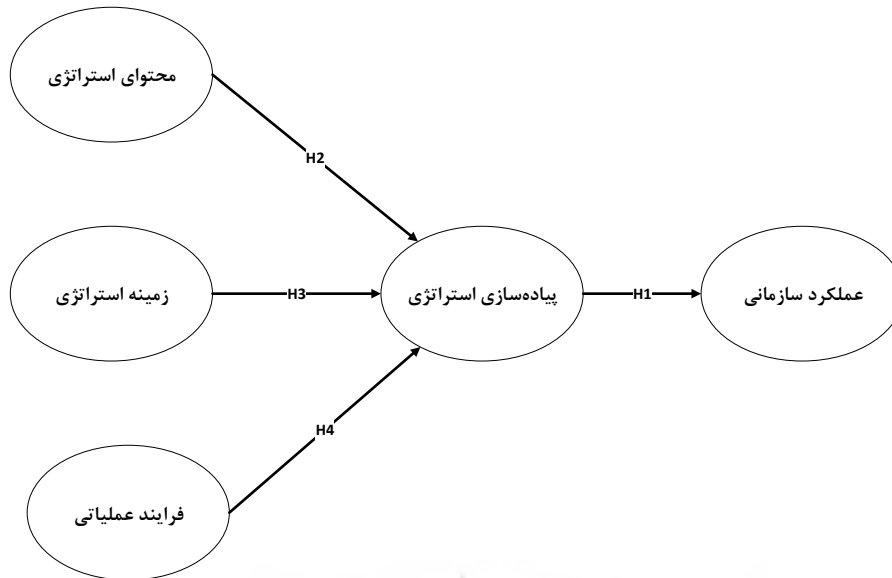 محتوای استراتژی
H2
زمینه استراتژی
H3
پیاده‌سازی استراتژی
H1
عملکرد سازمانی
H4
فرایند عملیاتی